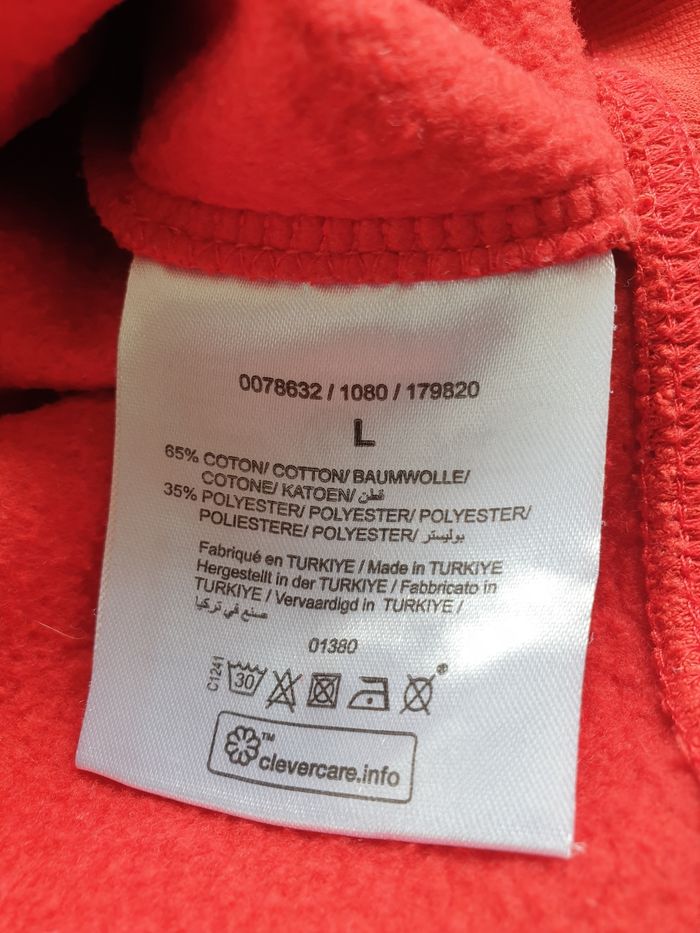 0078632 / 1080 / 179820
L
65% COTON/ COTTON/ BAUMWOLLE/
COTONE/ KATOEN/ قطن
35% POLYESTER/ POLYESTER/ POLYESTER/
POLIESTERE/ POLYESTER/ بوليستر
Fabriqué en TURKIYE / Made in TURKIYE
Hergestellt in der TURKIYE / Fabbricato in
TURKIYE / Vervaardigd in TURKIYE /
صنع في تركيا
01380
C1241 30
clevercare.info™